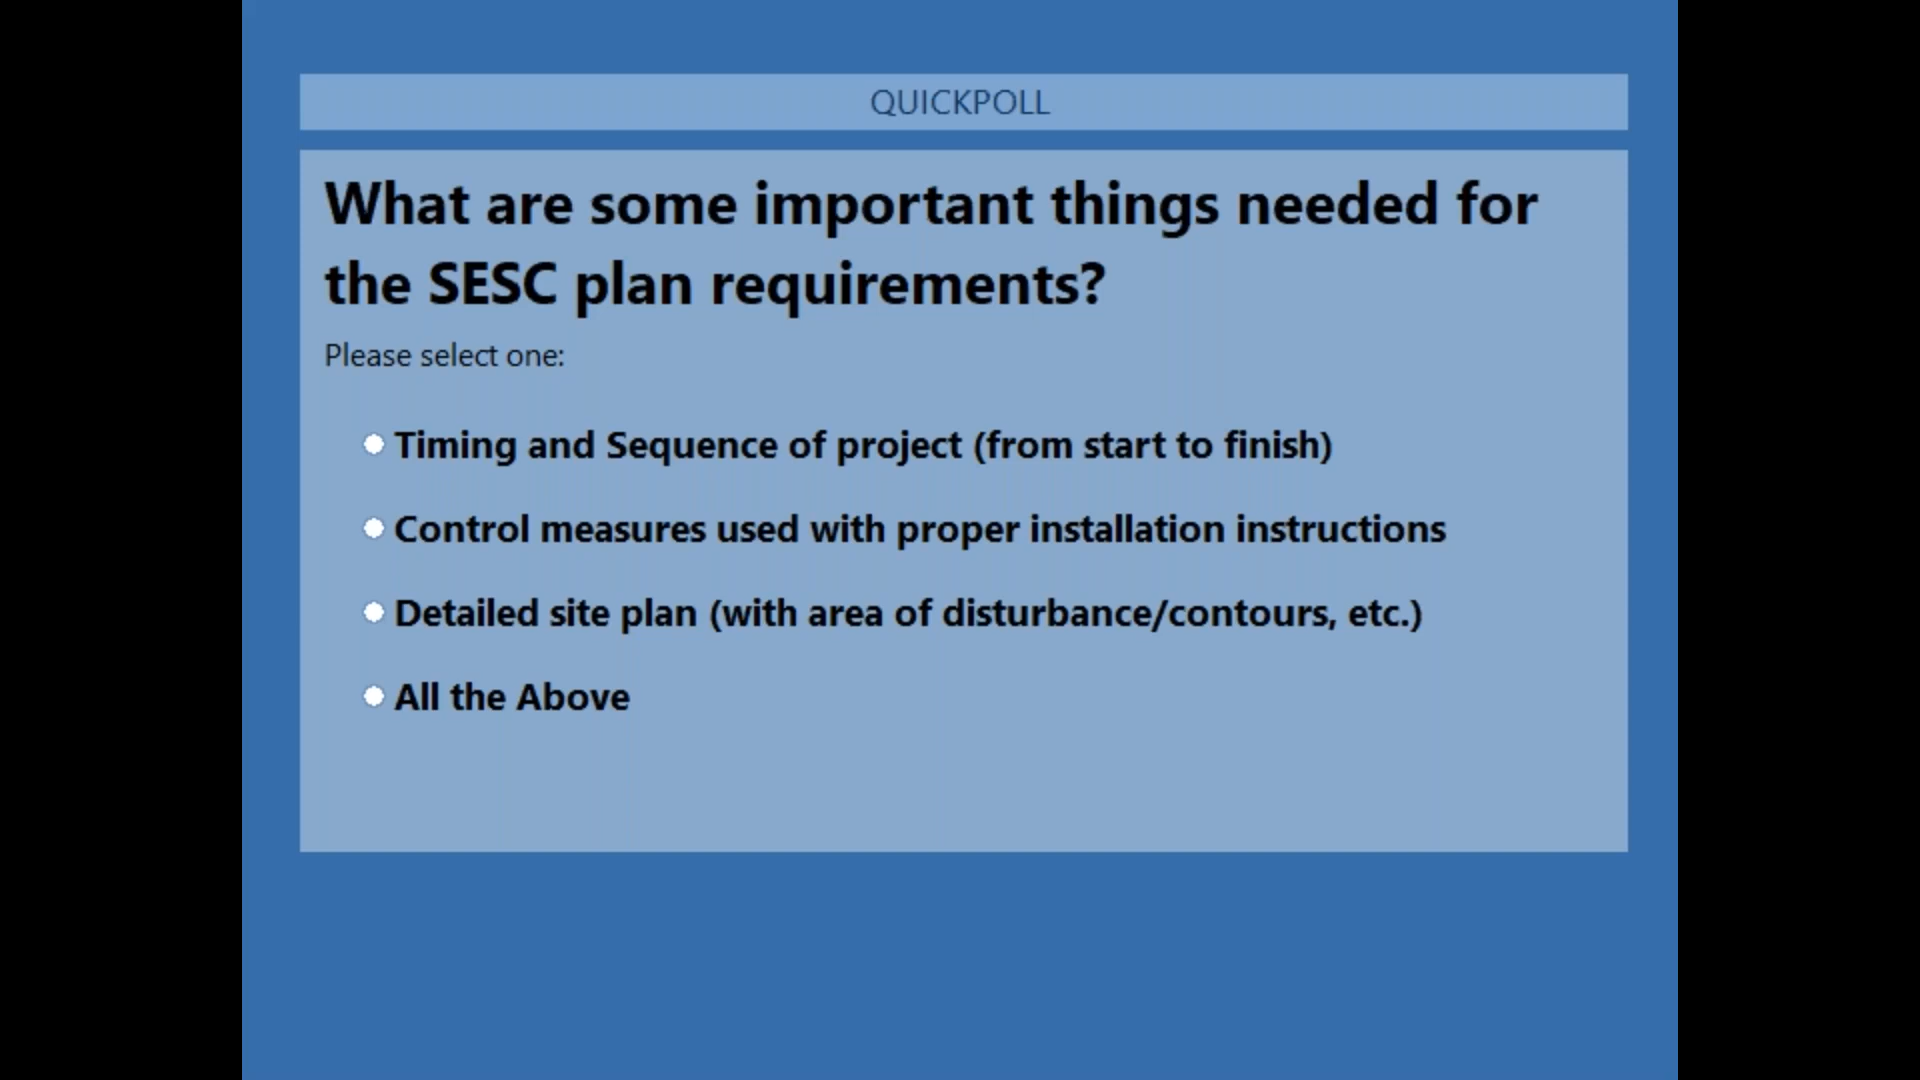 QUICKPOLL
What are some important things needed for
the SESC plan requirements?
Please select one:
Timing and Sequence of project (from start to finish)
Control measures used with proper installation instructions
Detailed site plan (with area of disturbance/contours, etc.)
All the Above